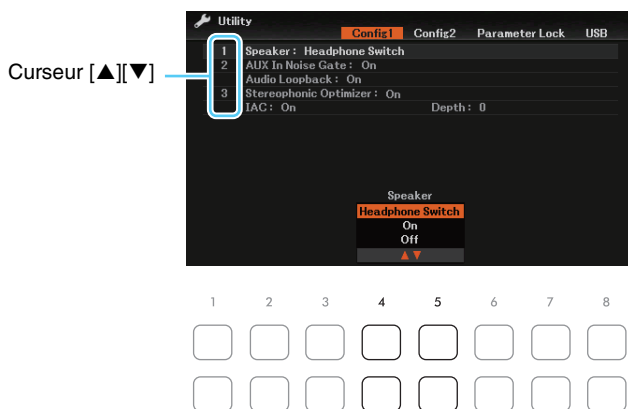 Utility
Config1 Config2 Parameter Lock USB
1 Speaker : Headphone Switch
2 AUX In Noise Gate : On
Audio Loopback : On
3 Stereophonic Optimizer : On
IAC : On Depth : 0
Curseur [▲][▼]
Speaker
Headphone Switch
On
Off
▲ ▼
1 2 3 4 5 6 7 8